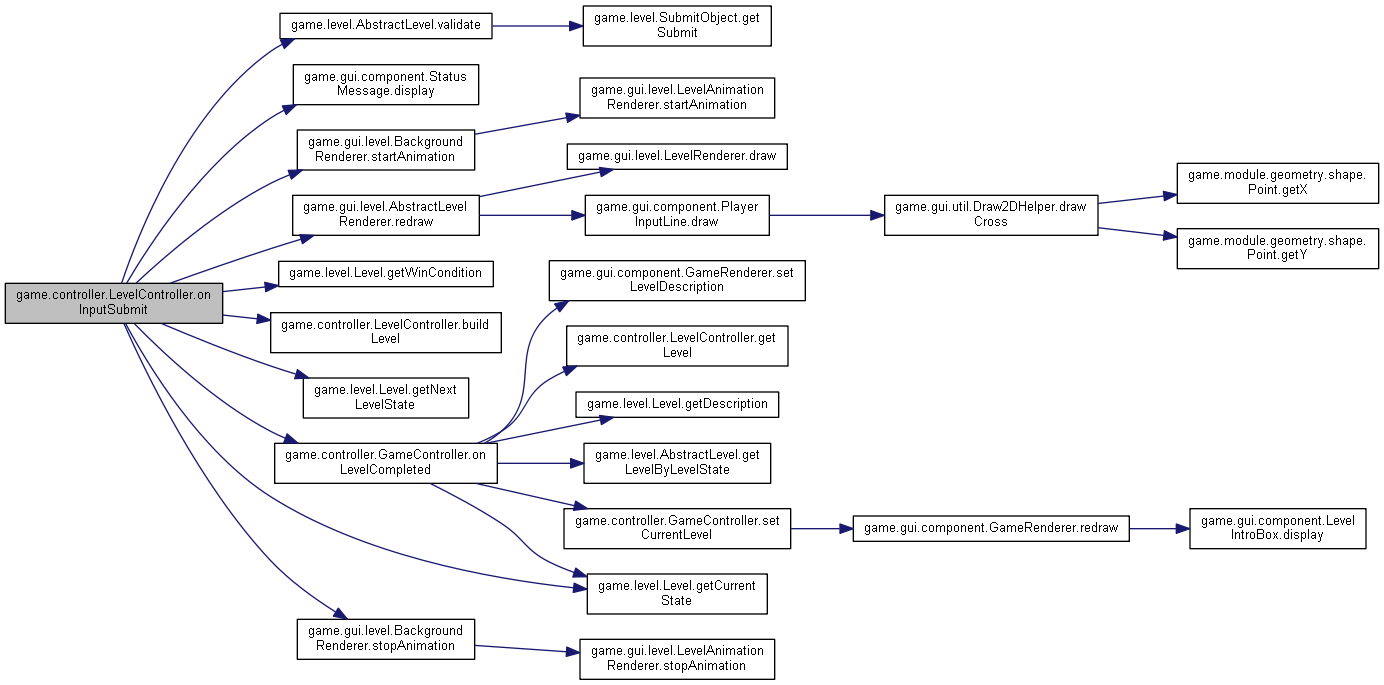 game.controller.LevelController.on
InputSubmit
game.level.AbstractLevel.validate
game.level.SubmitObject.get
Submit
game.gui.component.Status
Message.display
game.gui.level.Background
Renderer.startAnimation
game.gui.level.LevelAnimation
Renderer.startAnimation
game.gui.level.AbstractLevel
Renderer.redraw
game.gui.level.LevelRenderer.draw
game.gui.component.Player
InputLine.draw
game.gui.util.Draw2DHelper.draw
Cross
game.module.geometry.shape.
Point.getX
game.module.geometry.shape.
Point.getY
game.level.Level.getWinCondition
game.controller.LevelController.build
Level
game.level.Level.getNext
LevelState
game.controller.GameController.on
LevelCompleted
game.gui.component.GameRenderer.set
LevelDescription
game.controller.LevelController.get
Level
game.level.Level.getDescription
game.level.AbstractLevel.get
LevelByLevelState
game.controller.GameController.set
CurrentLevel
game.gui.component.GameRenderer.redraw
game.gui.component.Level
IntroBox.display
game.level.Level.getCurrent
State
game.gui.level.Background
Renderer.stopAnimation
game.gui.level.LevelAnimation
Renderer.stopAnimation